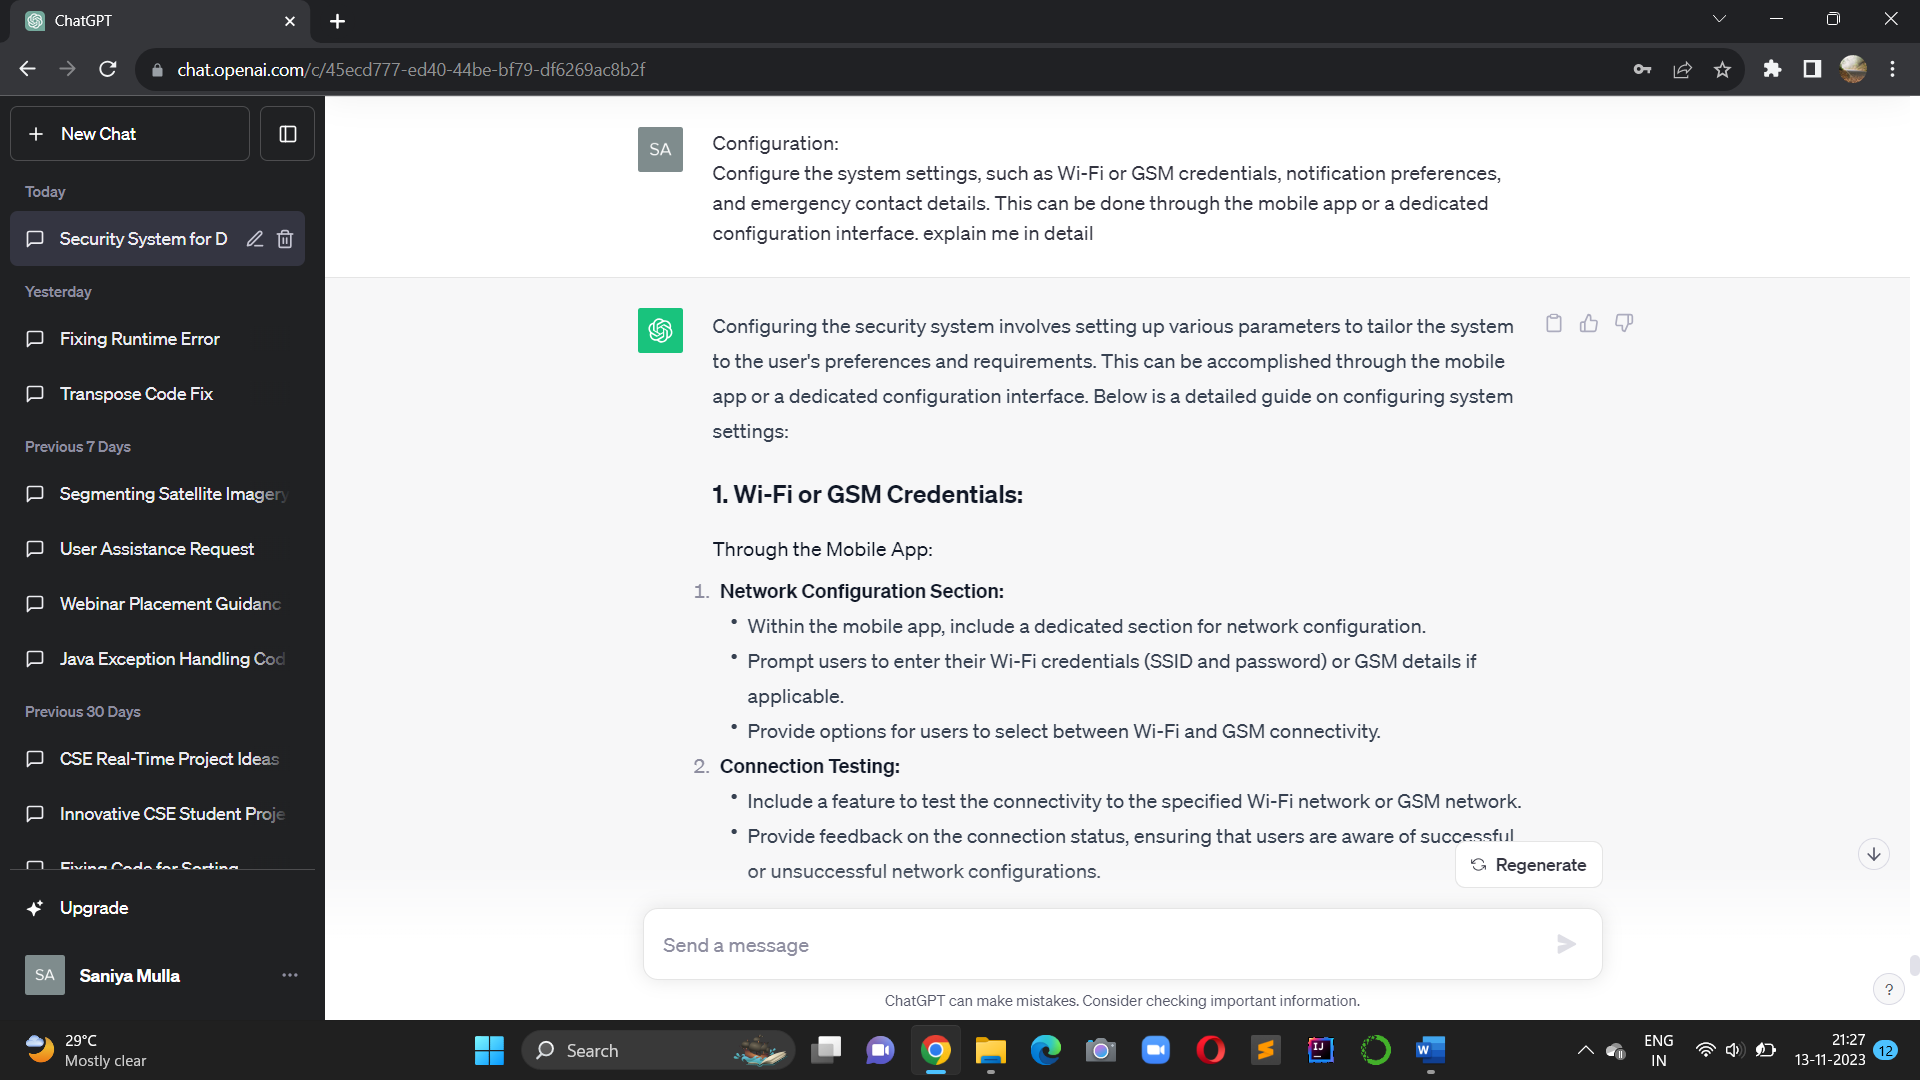 ChatGPT
chat.openai.com/c/45ecd777-ed40-44be-bf79-df6269ac8b2f
New Chat
Today
Security System for D
Yesterday
Fixing Runtime Error
Transpose Code Fix
Previous 7 Days
Segmenting Satellite Imagery
User Assistance Request
Webinar Placement Guidanc
Java Exception Handling Cod
Previous 30 Days
CSE Real-Time Project Ideas
Innovative CSE Student Proje
Fixing Code for Sorting
Upgrade
SA
Saniya Mulla
SA
Configuration:
Configure the system settings, such as Wi-Fi or GSM credentials, notification preferences,
and emergency contact details. This can be done through the mobile app or a dedicated
configuration interface. explain me in detail
Configuring the security system involves setting up various parameters to tailor the system
to the user's preferences and requirements. This can be accomplished through the mobile
app or a dedicated configuration interface. Below is a detailed guide on configuring system
settings:
1. Wi-Fi or GSM Credentials:
Through the Mobile App:
1. Network Configuration Section:
• Within the mobile app, include a dedicated section for network configuration.
• Prompt users to enter their Wi-Fi credentials (SSID and password) or GSM details if
applicable.
• Provide options for users to select between Wi-Fi and GSM connectivity.
2. Connection Testing:
• Include a feature to test the connectivity to the specified Wi-Fi network or GSM network.
• Provide feedback on the connection status, ensuring that users are aware of successful
or unsuccessful network configurations.
Regenerate
Send a message
ChatGPT can make mistakes. Consider checking important information.
?
29°C
Mostly clear
Search
IJ
W
ENG
IN
21:27
13-11-2023
12